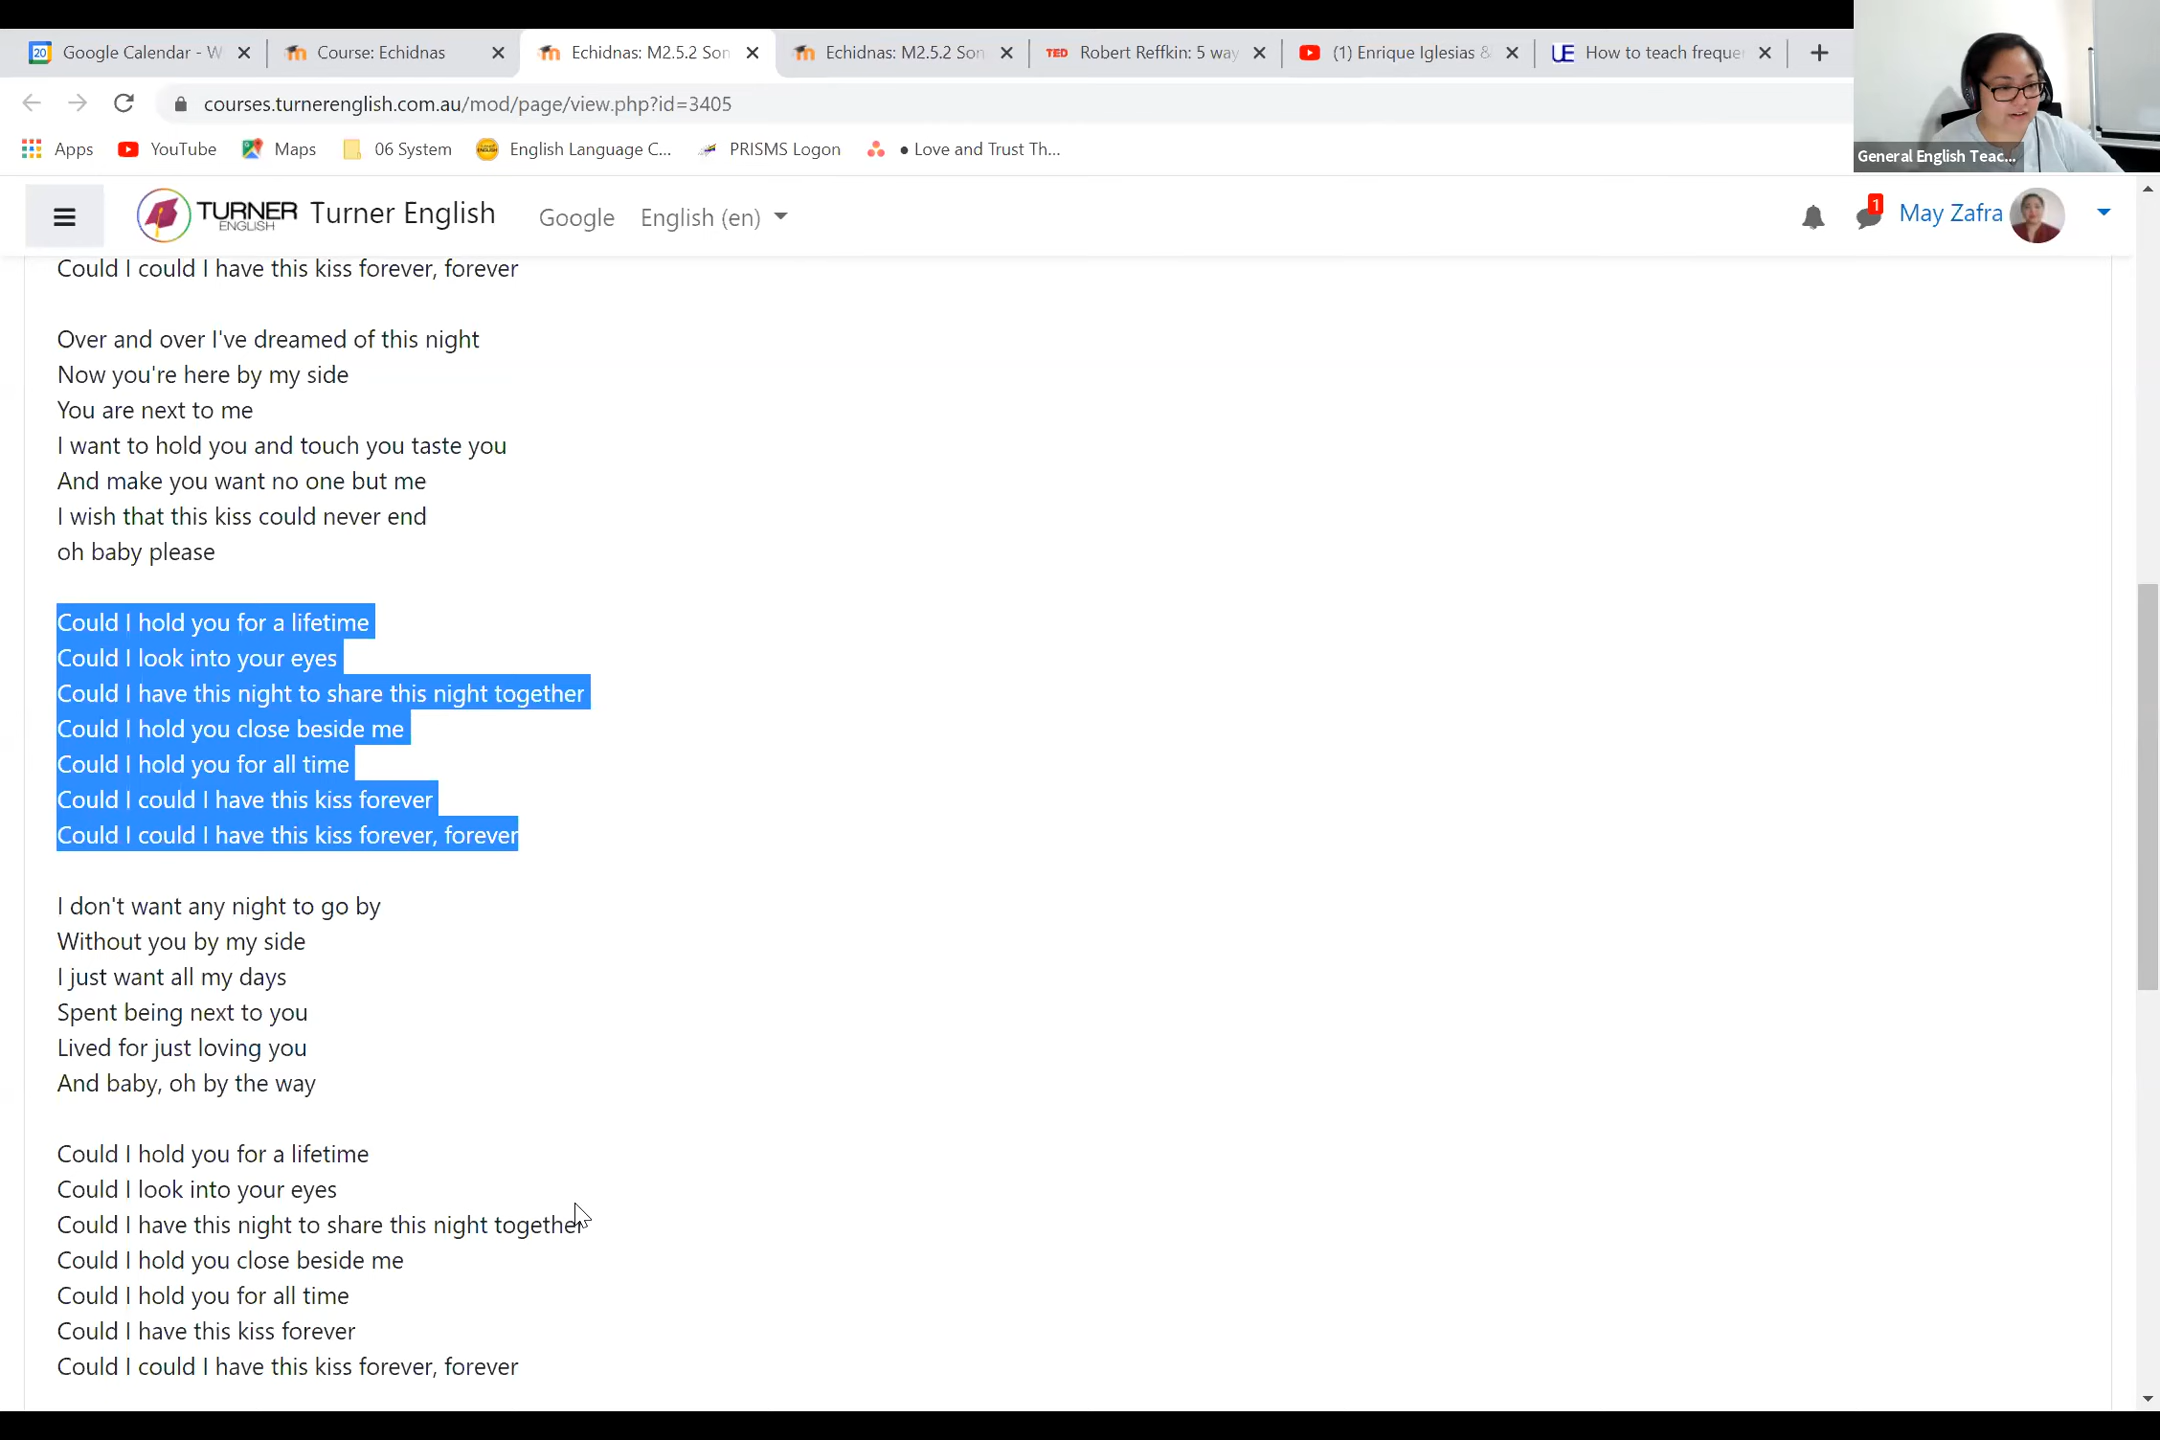 Google Calendar - W
Course: Echidnas
Echidnas: M2.5.2 Son
Echidnas: M2.5.2 Son
TED Robert Reffkin: 5 way
(1) Enrique Iglesias &
UE How to teach freque
courses.turnerenglish.com.au/mod/page/view.php?id=3405
Apps
YouTube
Maps
06 System
English Language C...
PRISMS Logon
● Love and Trust Th...
General English Teac...
TURNER
ENGLISH
Turner English
Google
English (en)
1
May Zafra
Could I could I have this kiss forever, forever
Over and over I've dreamed of this night
Now you're here by my side
You are next to me
I want to hold you and touch you taste you
And make you want no one but me
I wish that this kiss could never end
oh baby please
Could I hold you for a lifetime
Could I look into your eyes
Could I have this night to share this night together
Could I hold you close beside me
Could I hold you for all time
Could I could I have this kiss forever
Could I could I have this kiss forever, forever
I don't want any night to go by
Without you by my side
I just want all my days
Spent being next to you
Lived for just loving you
And baby, oh by the way
Could I hold you for a lifetime
Could I look into your eyes
Could I have this night to share this night together
Could I hold you close beside me
Could I hold you for all time
Could I have this kiss forever
Could I could I have this kiss forever, forever